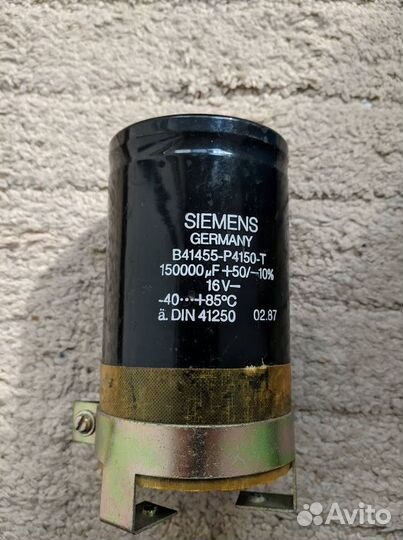 SIEMENS
GERMANY
B41455-P4150-T
150000µF +50/-10%
16V-
-40···+85°C
ä. DIN 41250 02.87
Avito